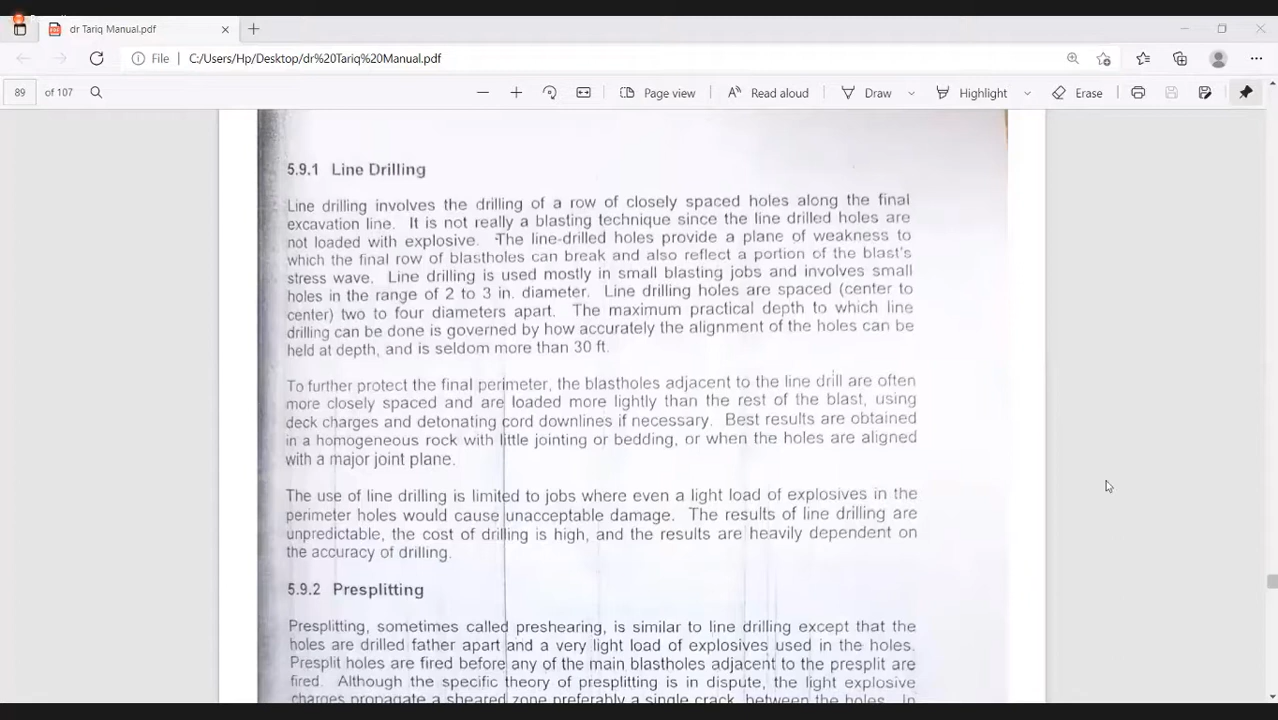 dr Tariq Manual.pdf
File C:/Users/Hp/Desktop/dr%20Tariq%20Manual.pdf
89 of 107 Page view Read aloud Draw Highlight Erase
5.9.1 Line Drilling
Line drilling involves the drilling of a row of closely spaced holes along the final
excavation line. It is not really a blasting technique since the line drilled holes are
not loaded with explosive. The line-drilled holes provide a plane of weakness to
which the final row of blastholes can break and also reflect a portion of the blast's
stress wave. Line drilling is used mostly in small blasting jobs and involves small
holes in the range of 2 to 3 in. diameter. Line drilling holes are spaced (center to
center) two to four diameters apart. The maximum practical depth to which line
drilling can be done is governed by how accurately the alignment of the holes can be
held at depth, and is seldom more than 30 ft.
To further protect the final perimeter, the blastholes adjacent to the line drill are often
more closely spaced and are loaded more lightly than the rest of the blast, using
deck charges and detonating cord downlines if necessary. Best results are obtained
in a homogeneous rock with little jointing or bedding, or when the holes are aligned
with a major joint plane.
The use of line drilling is limited to jobs where even a light load of explosives in the
perimeter holes would cause unacceptable damage. The results of line drilling are
unpredictable, the cost of drilling is high, and the results are heavily dependent on
the accuracy of drilling.
5.9.2 Presplitting
Presplitting, sometimes called preshearing, is similar to line drilling except that the
holes are drilled father apart and a very light load of explosives used in the holes.
Presplit holes are fired before any of the main blastholes adjacent to the presplit are
fired. Although the specific theory of presplitting is in dispute, the light explosive
charges propagate a sheared zone preferably a single crack, between the holes. In